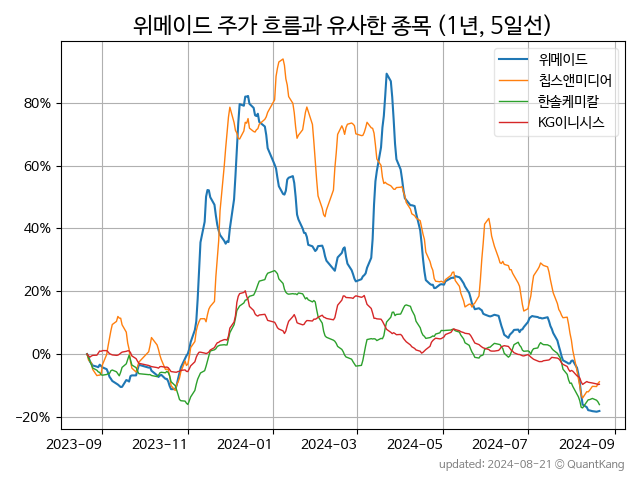 위메이드 주가 흐름과 유사한 종목 (1년, 5일선)
위메이드
칩스앤미디어
한솔케미칼
KG이니시스
80%
60%
40%
20%
0%
−20%
2023-09 2023-11 2024-01 2024-03 2024-05 2024-07 2024-09
updated: 2024-08-21 © QuantKang